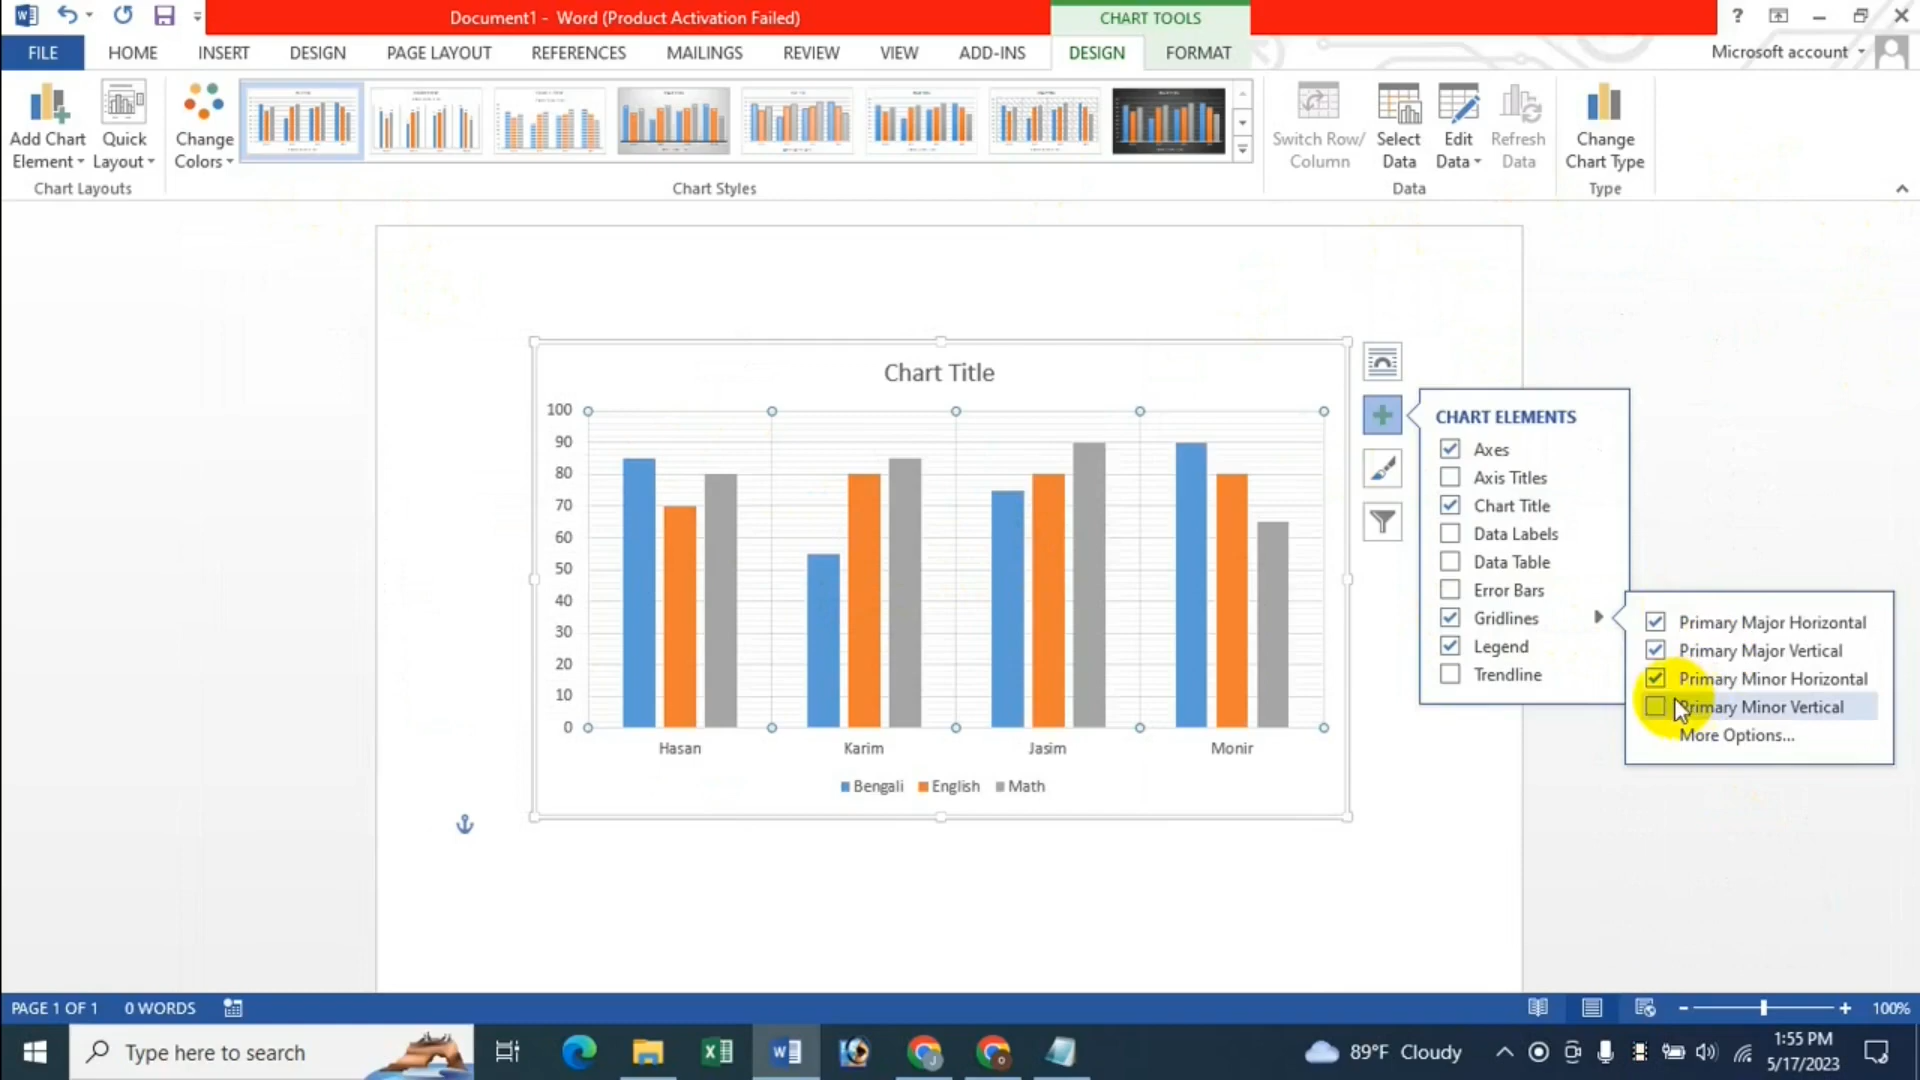 Document1 - Word (Product Activation Failed)
CHART TOOLS
?
FILE
HOME
INSERT
DESIGN
PAGE LAYOUT
REFERENCES
MAILINGS
REVIEW
VIEW
ADD-INS
DESIGN
FORMAT
Microsoft account
Add Chart
Element
Quick
Layout
Change
Colors
Switch Row/
Column
Select
Data
Edit
Data
Refresh
Data
Change
Chart Type
Chart Layouts
Chart Styles
Data
Type
Chart Title
100
90
80
70
60
50
40
30
20
10
0
Hasan
Karim
Jasim
Monir
Bengali
English
Math
CHART ELEMENTS
Axes
Axis Titles
Chart Title
Data Labels
Data Table
Error Bars
Gridlines
Legend
Trendline
Primary Major Horizontal
Primary Major Vertical
Primary Minor Horizontal
Primary Minor Vertical
More Options...
PAGE 1 OF 1
0 WORDS
100%
Type here to search
89°F Cloudy
1:55 PM
5/17/2023